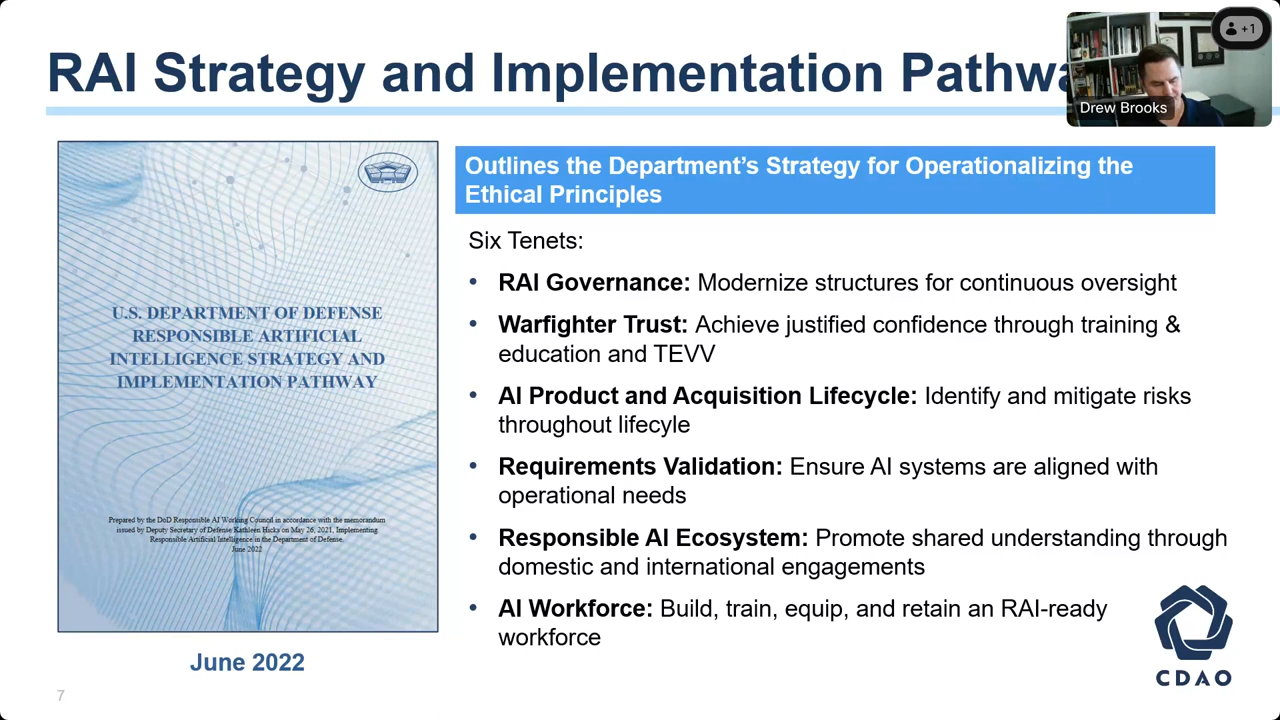 RAI Strategy and Implementation Pathwa
+1
Drew Brooks
U.S. DEPARTMENT OF DEFENSE
RESPONSIBLE ARTIFICIAL
INTELLIGENCE STRATEGY AND
IMPLEMENTATION PATHWAY
Prepared by the DoD Responsible AI Working Council in accordance with the memorandum
issued by Deputy Secretary of Defense Kathleen Hicks on May 26, 2021, Implementing
Responsible Artificial Intelligence in the Department of Defense.
June 2022
June 2022
Outlines the Department’s Strategy for Operationalizing the
Ethical Principles
Six Tenets:
• RAI Governance: Modernize structures for continuous oversight
• Warfighter Trust: Achieve justified confidence through training &
education and TEVV
• AI Product and Acquisition Lifecycle: Identify and mitigate risks
throughout lifecyle
• Requirements Validation: Ensure AI systems are aligned with
operational needs
• Responsible AI Ecosystem: Promote shared understanding through
domestic and international engagements
• AI Workforce: Build, train, equip, and retain an RAI-ready
workforce
CDAO
7